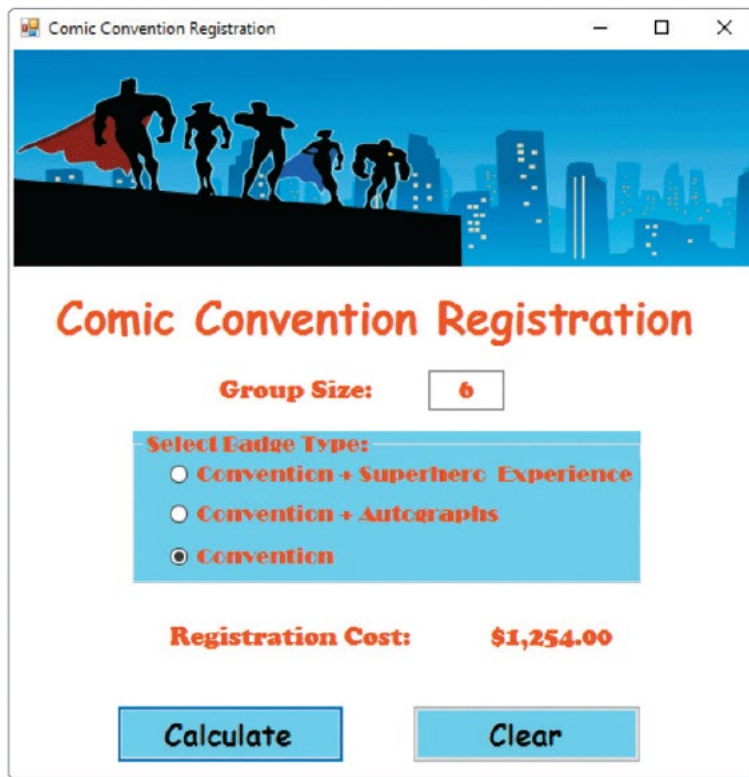 Comic Convention Registration
Comic Convention Registration
Group Size: 6
Select Badge Type:
Convention + Superhero Experience
Convention + Autographs
Convention
Registration Cost: $1,254.00
Calculate Clear